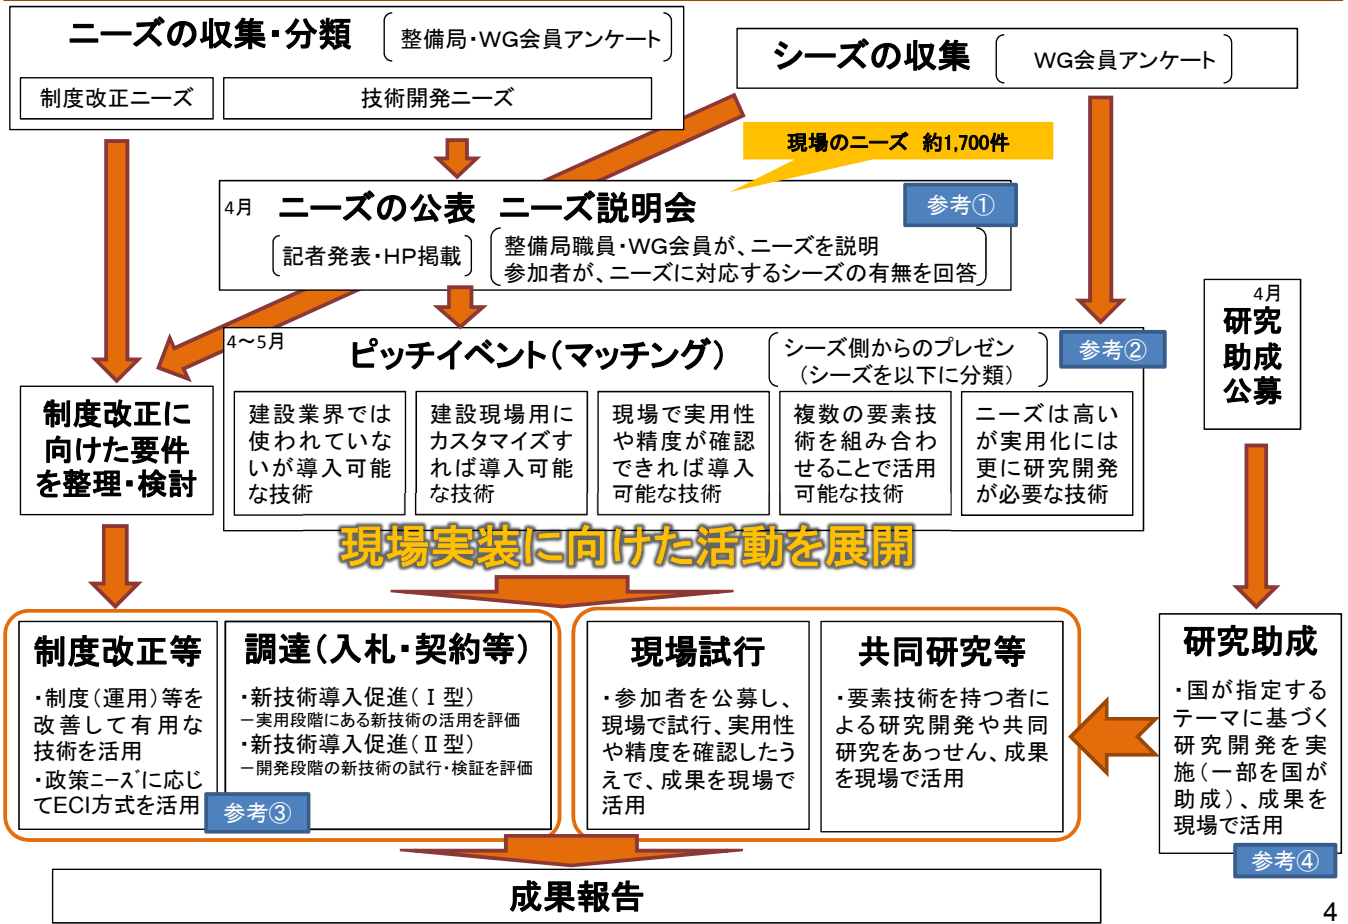 ニーズの収集・分類
整備局・WG会員アンケート
制度改正ニーズ
技術開発ニーズ
シーズの収集
WG会員アンケート
現場のニーズ 約1,700件
4月
ニーズの公表 ニーズ説明会
参考①
記者発表・HP掲載
整備局職員・WG会員が、ニーズを説明
参加者が、ニーズに対応するシーズの有無を回答
4～5月
ピッチイベント（マッチング）
シーズ側からのプレゼン
（シーズを以下に分類）
参考②
建設業界では
使われていな
いが導入可能
な技術
建設現場用に
カスタマイズす
れば導入可能
な技術
現場で実用性
や精度が確認
できれば導入
可能な技術
複数の要素技
術を組み合わ
せることで活用
可能な技術
ニーズは高い
が実用化には
更に研究開発
が必要な技術
4月
研究
助成
公募
制度改正に
向けた要件
を整理・検討
現場実装に向けた活動を展開
制度改正等
・制度（運用）等を
改善して有用な
技術を活用
・政策ニーズに応じ
てECI方式を活用
参考③
調達（入札・契約等）
・新技術導入促進（Ⅰ型）
－実用段階にある新技術の活用を評価
・新技術導入促進（Ⅱ型）
－開発段階の新技術の試行・検証を評価
現場試行
・参加者を公募し、
現場で試行、実用性
や精度を確認したう
えで、成果を現場で
活用
共同研究等
・要素技術を持つ者に
よる研究開発や共同
研究をあっせん、成果
を現場で活用
研究助成
・国が指定する
テーマに基づく
研究開発を実
施（一部を国が
助成）、成果を
現場で活用
参考④
成果報告
4